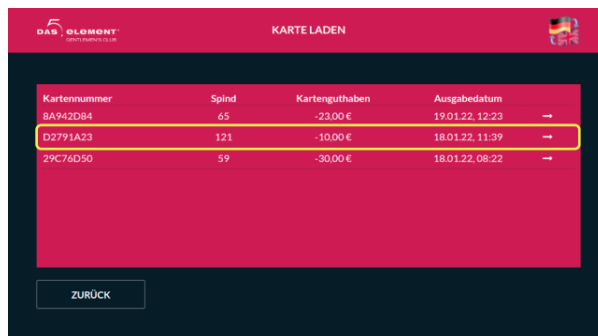 DAS 5 ELEMENT
GENTLEMEN'S CLUB
KARTE LADEN
Kartennummer Spind Kartenguthaben Ausgabedatum
8A942D84 65 -23,00 € 19.01.22, 12:23 →
D2791A23 121 -10,00 € 18.01.22, 11:39 →
29C76D50 59 -30,00 € 18.01.22, 08:22 →
ZURÜCK